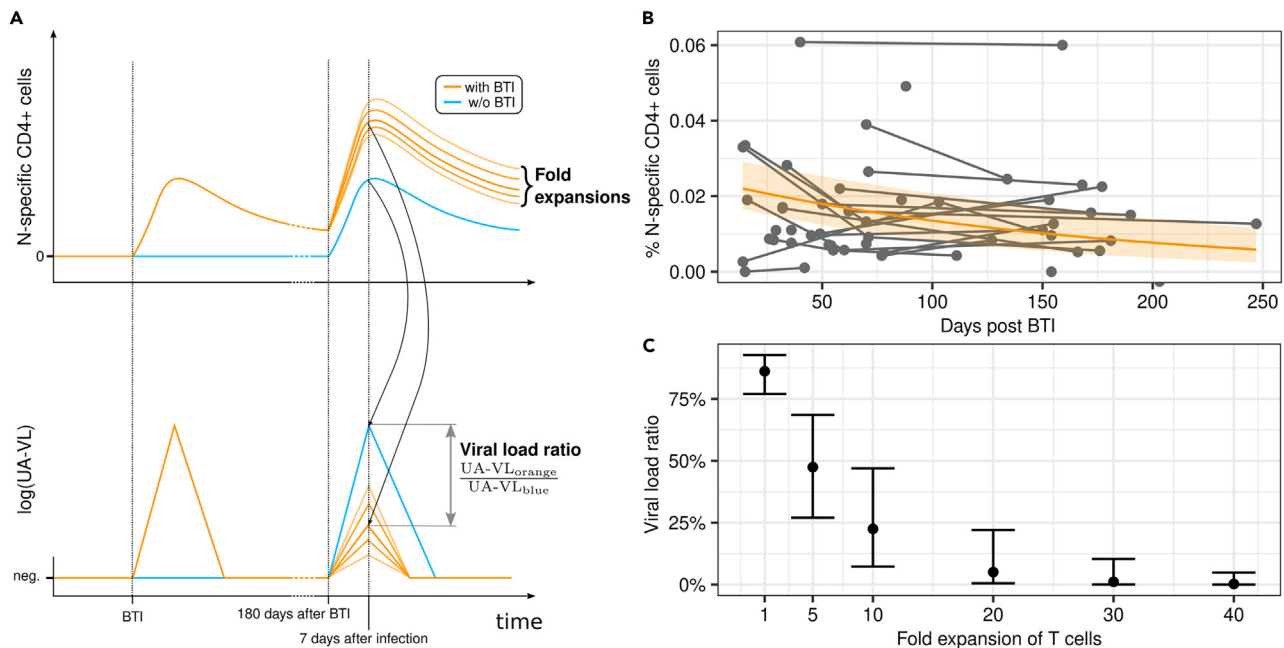 A
N-specific CD4+ cells
0
with BTI
w/o BTI
Fold
expansions
log(UA-VL)
neg.
Viral load ratio
UA-VLorange
UA-VLblue
BTI
180 days after BTI
7 days after infection
time
B
% N-specific CD4+ cells
0.06
0.04
0.02
0.00
50
100
150
200
250
Days post BTI
C
Viral load ratio
75%
50%
25%
0%
1
5
10
20
30
40
Fold expansion of T cells